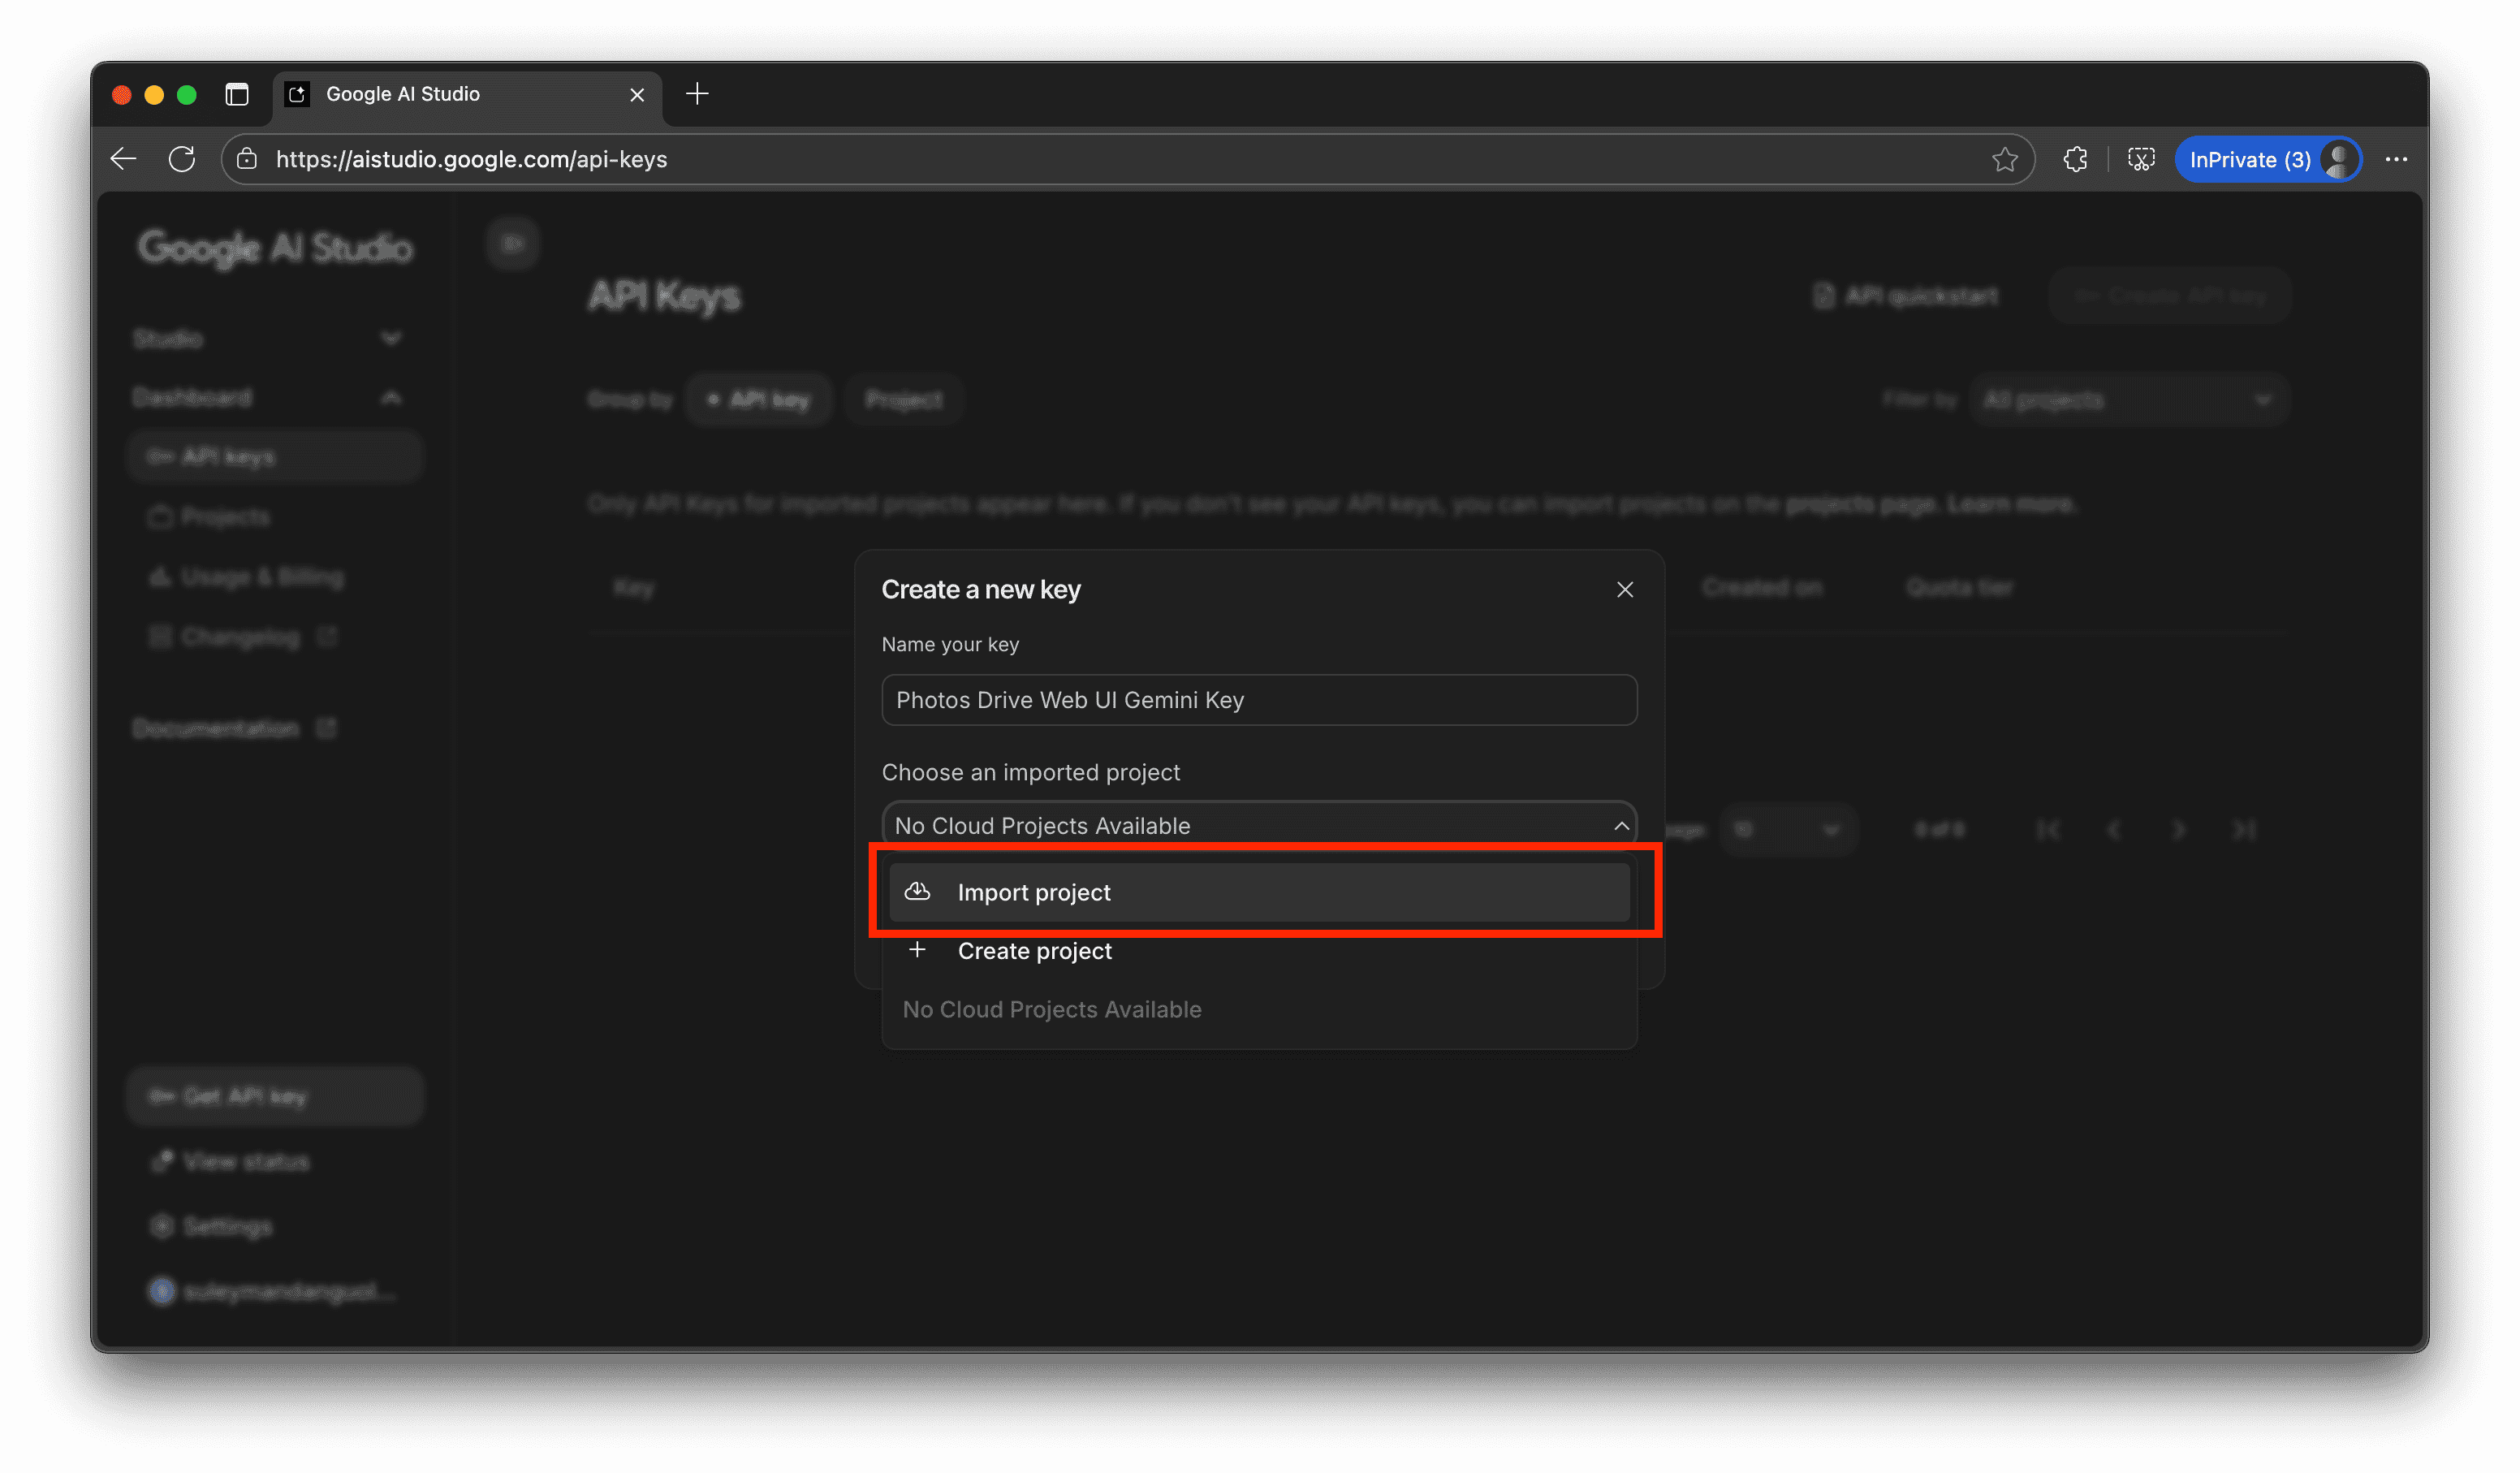 Google AI Studio
https://aistudio.google.com/api-keys
InPrivate (3)
Google AI Studio
API Keys
API quickstart
Create API key
Studio
Dashboard
Group by
API key
Project
Filter by
All projects
API keys
Projects
Only API Keys for imported projects appear here. If you don't see your API keys, you can import projects on the projects page. Learn more.
Usage & Billing
Key
Created on
Quota tier
Changelog
Documentation
Create a new key
Name your key
Photos Drive Web UI Gemini Key
Choose an imported project
No Cloud Projects Available
page
10
0 of 0
Import project
Create project
No Cloud Projects Available
Get API key
View status
Settings